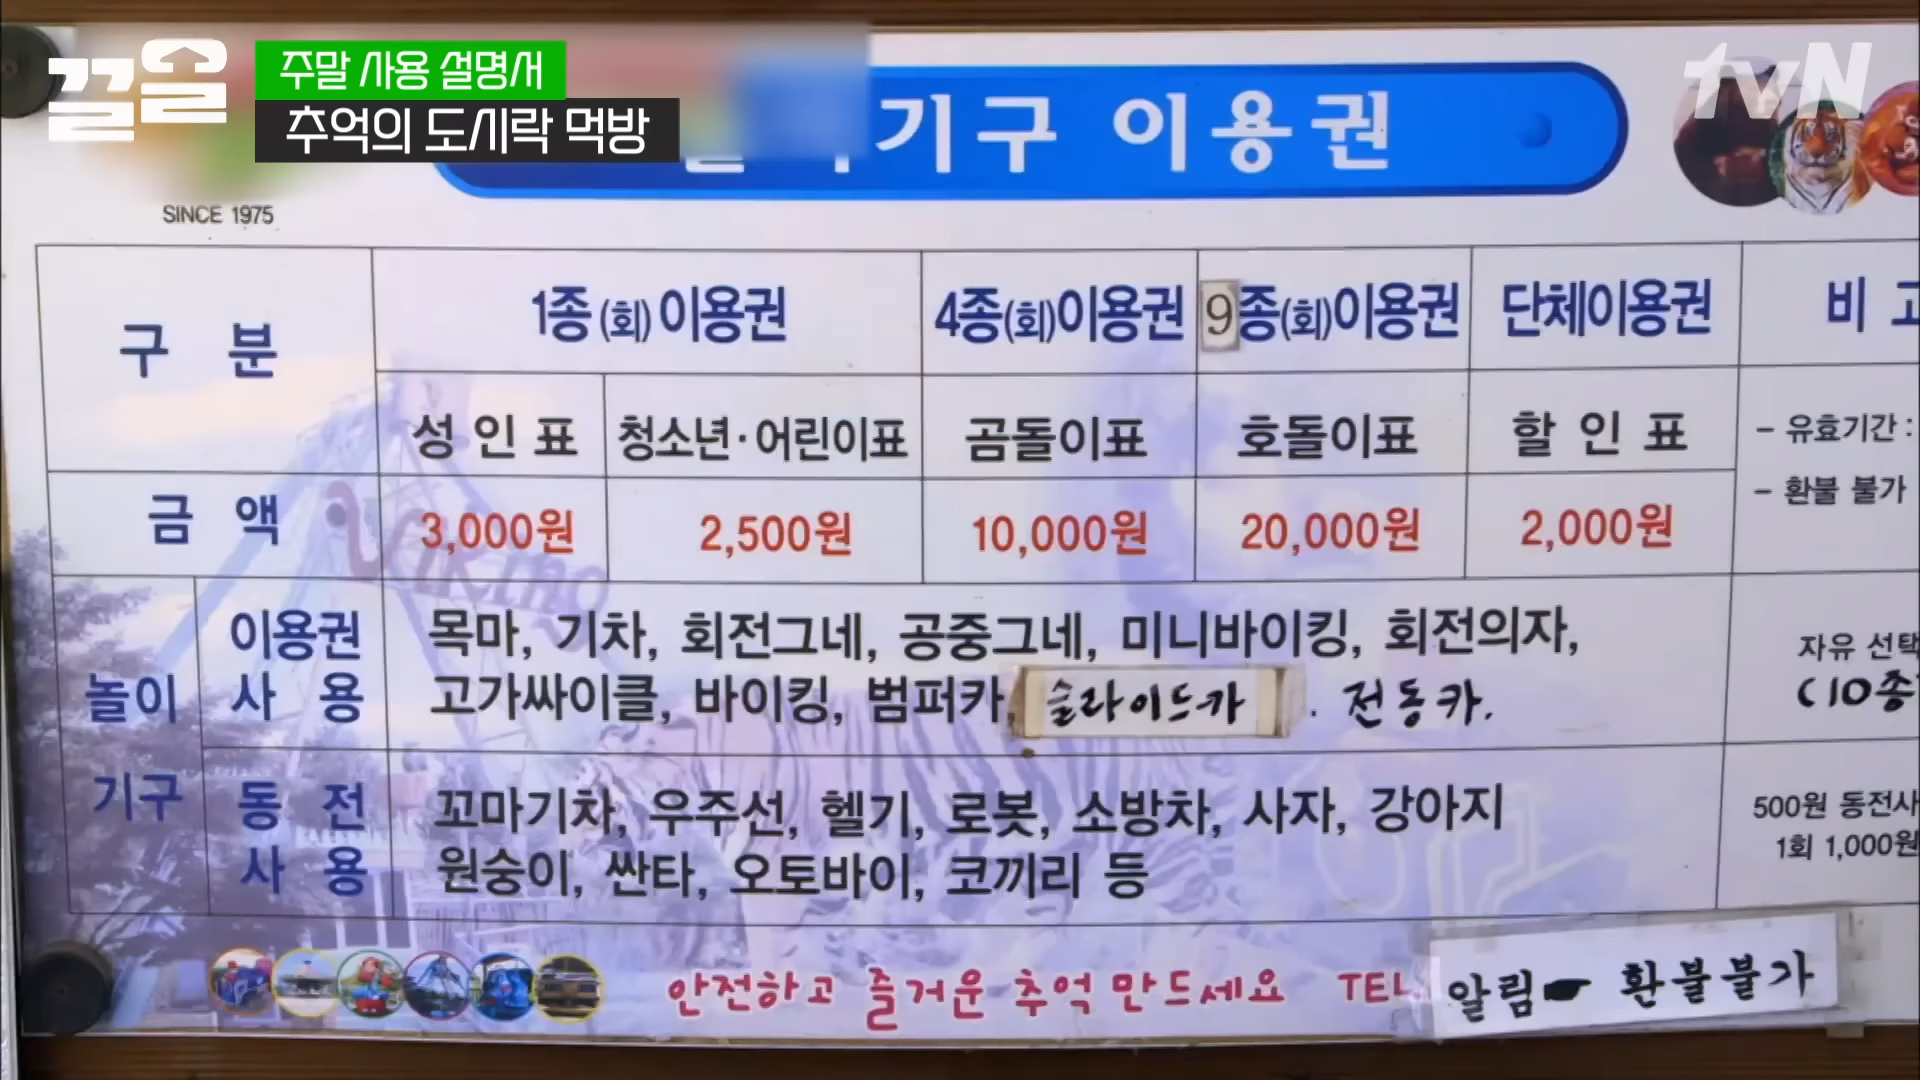 끌올
주말 사용 설명서
추억의 도시락 먹방
tvN
기구 이용권
SINCE 1975
구 분
1종(회)이용권
4종(회)이용권
9종(회)이용권
단체이용권
비
성인표
청소년·어린이표
곰돌이표
호돌이표
할인표
- 유효기간 :
- 환불 불가
금 액
3,000원
2,500원
10,000원
20,000원
2,000원
놀이
기구
이용권
사 용
목마, 기차, 회전그네, 공중그네, 미니바이킹, 회전의자,
고가싸이클, 바이킹, 범퍼카, 슬라이드카 . 전동카.
자유 선택
(10종
동 전
사 용
꼬마기차, 우주선, 헬기, 로봇, 소방차, 사자, 강아지
원숭이, 싼타, 오토바이, 코끼리 등
500원 동전사
1회 1,000원
Viking
안전하고 즐거운 추억 만드세요 TEL.
알림☛ 환불불가